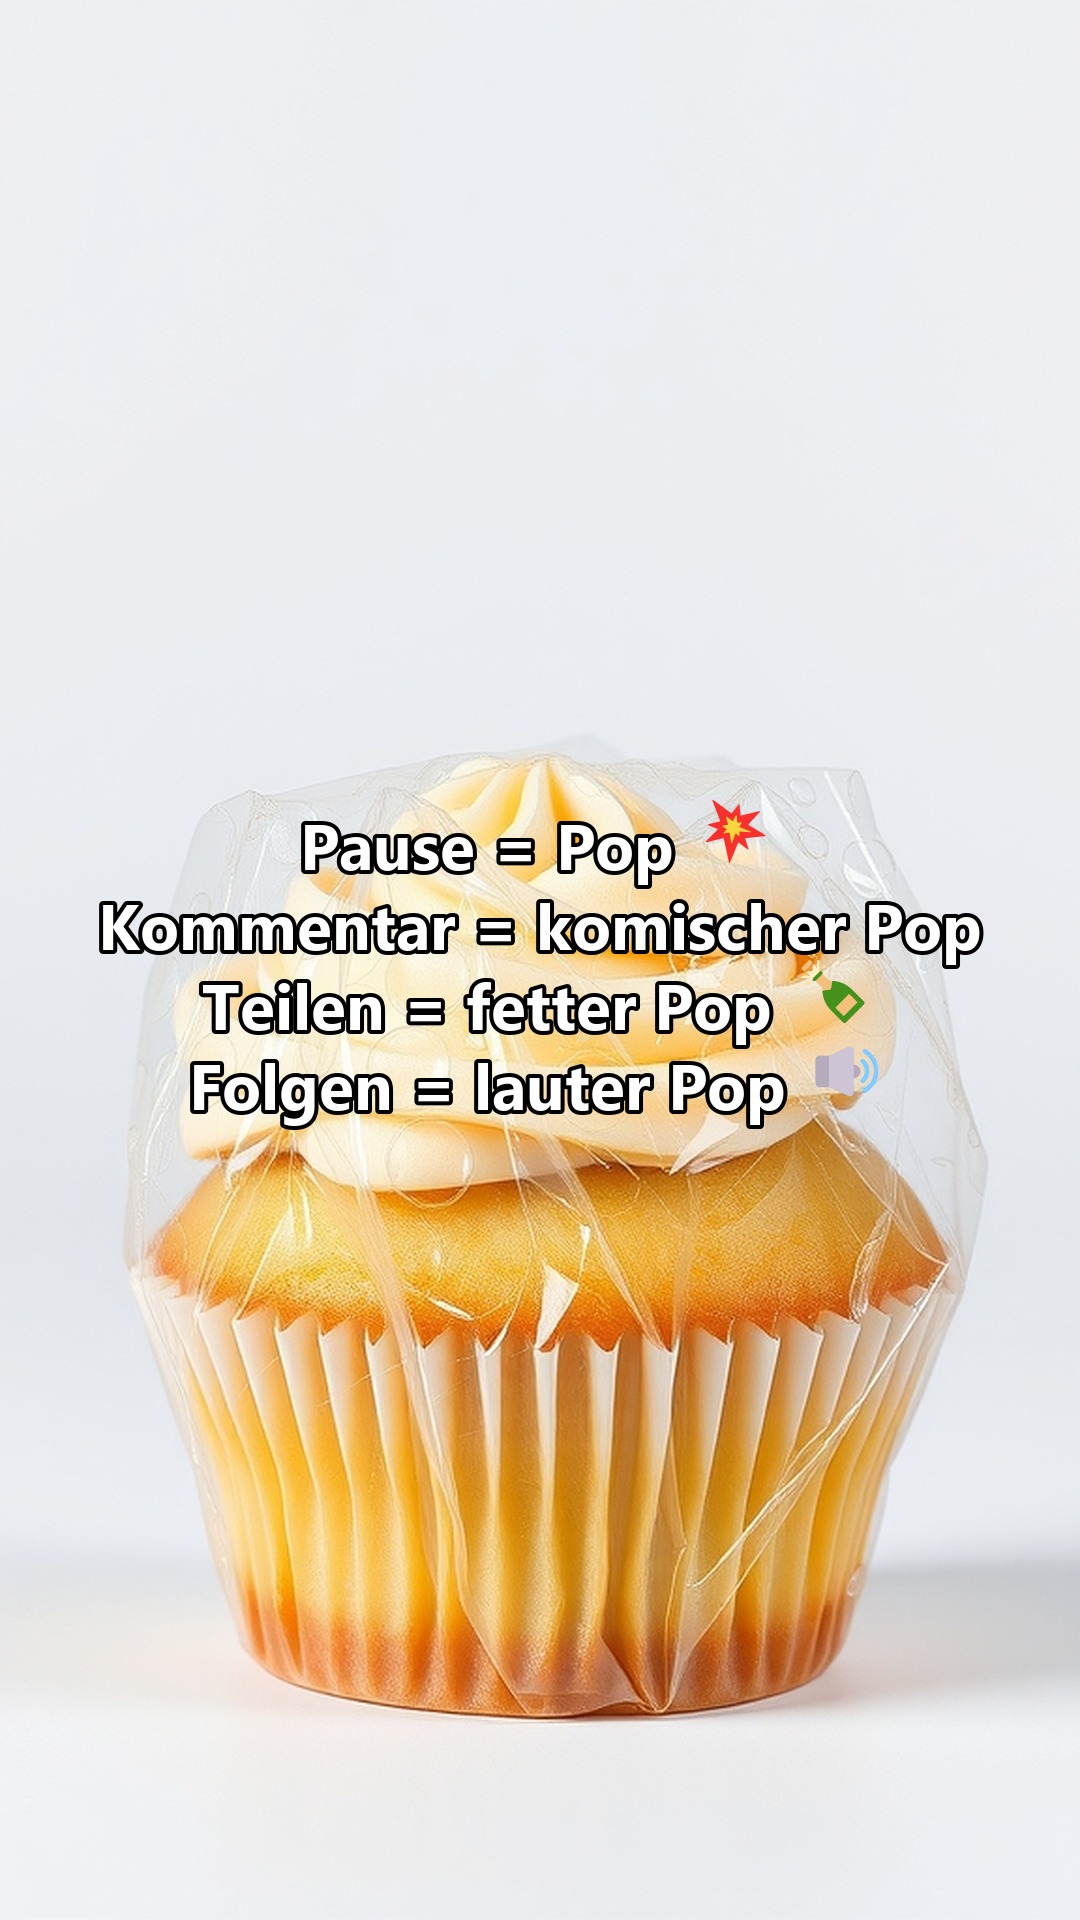 Pause = Pop 💥
Kommentar = komischer Pop
Teilen = fetter Pop 🍾
Folgen = lauter Pop 🔊